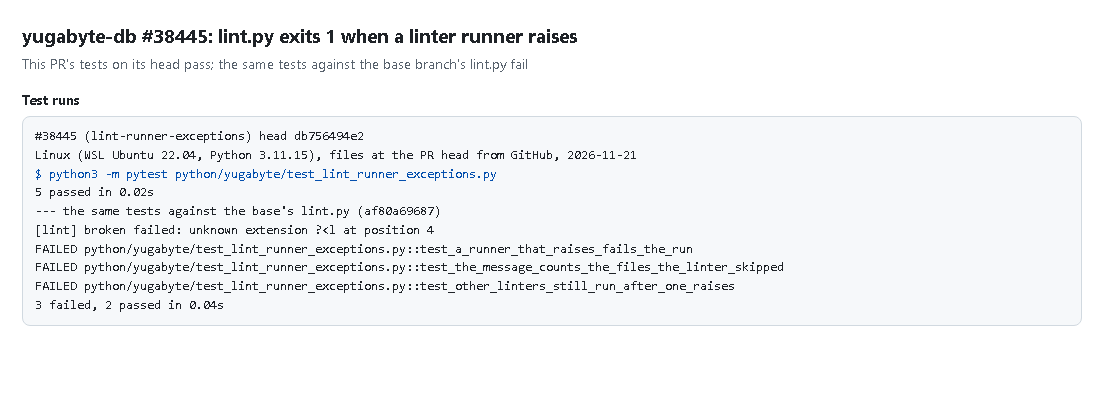 yugabyte-db #38445: lint.py exits 1 when a linter runner raises
This PR's tests on its head pass; the same tests against the base branch's lint.py fail
Test runs
#38445 (lint-runner-exceptions) head db756494e2
Linux (WSL Ubuntu 22.04, Python 3.11.15), files at the PR head from GitHub, 2026-11-21
$ python3 -m pytest python/yugabyte/test_lint_runner_exceptions.py
5 passed in 0.02s
--- the same tests against the base's lint.py (af80a69687)
[lint] broken failed: unknown extension ?<l at position 4
FAILED python/yugabyte/test_lint_runner_exceptions.py::test_a_runner_that_raises_fails_the_run
FAILED python/yugabyte/test_lint_runner_exceptions.py::test_the_message_counts_the_files_the_linter_skipped
FAILED python/yugabyte/test_lint_runner_exceptions.py::test_other_linters_still_run_after_one_raises
3 failed, 2 passed in 0.04s